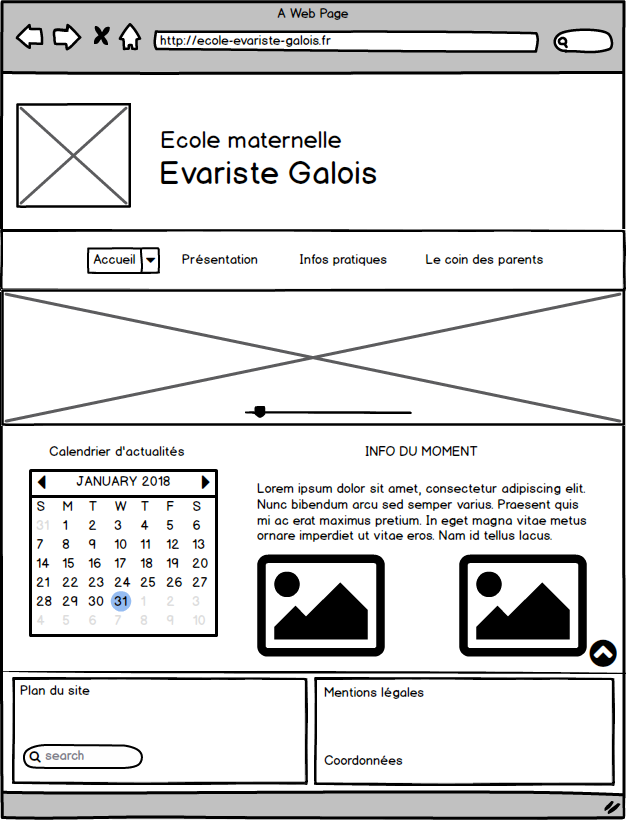 A Web Page
http://ecole-evariste-galois.fr
Ecole maternelle
Evariste Galois
Accueil Présentation Infos pratiques Le coin des parents
Calendrier d'actualités
JANUARY 2018
S M T W T F S
31 1 2 3 4 5 6
7 8 9 10 11 12 13
14 15 16 17 18 19 20
21 22 23 24 25 26 27
28 29 30 31 1 2 3
4 5 6 7 8 9 10
INFO DU MOMENT
Lorem ipsum dolor sit amet, consectetur adipiscing elit.
Nunc bibendum arcu sed semper varius. Praesent quis
mi ac erat maximus pretium. In eget magna vitae metus
ornare imperdiet ut vitae eros. Nam id tellus lacus.
Plan du site
search
Mentions légales
Coordonnées